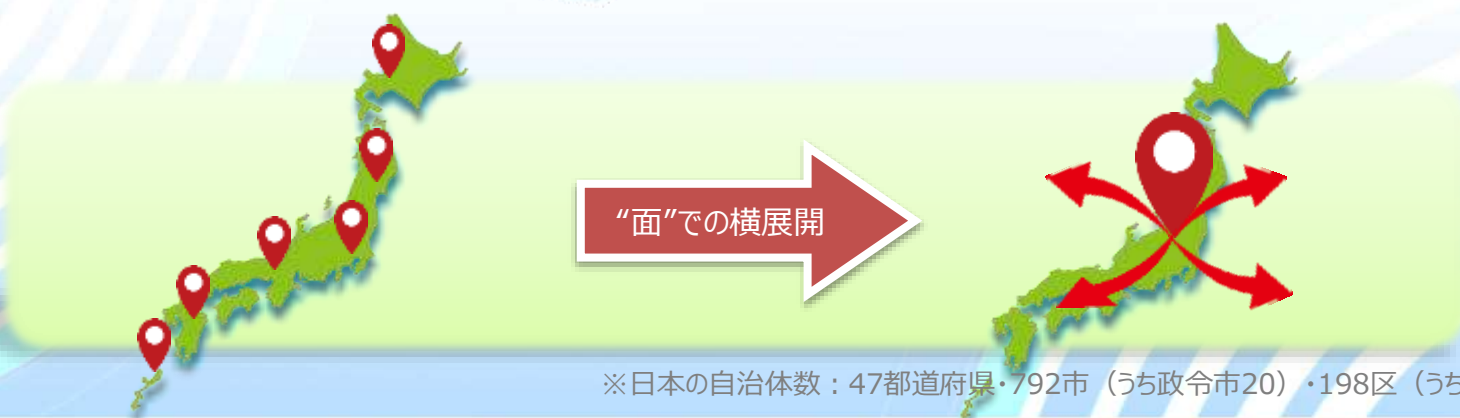 “面”での横展開
※日本の自治体数：47都道府県・792市（うち政令市20）・198区（うち